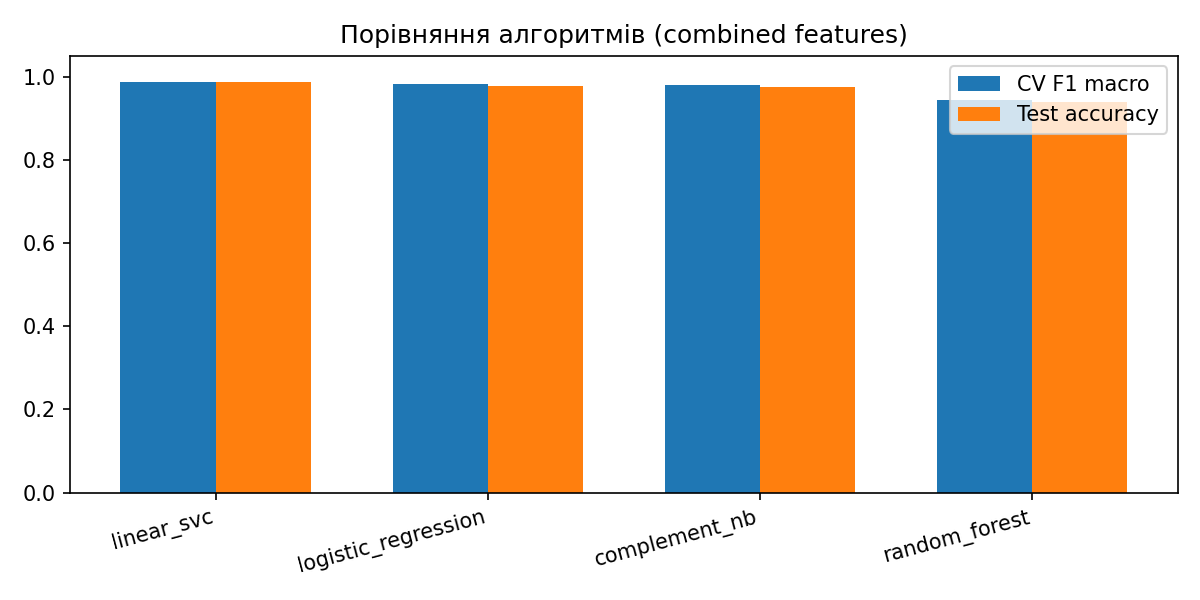 Порівняння алгоритмів (combined features)
CV F1 macro
Test accuracy
1.0
0.8
0.6
0.4
0.2
0.0
linear_svc
logistic_regression
complement_nb
random_forest